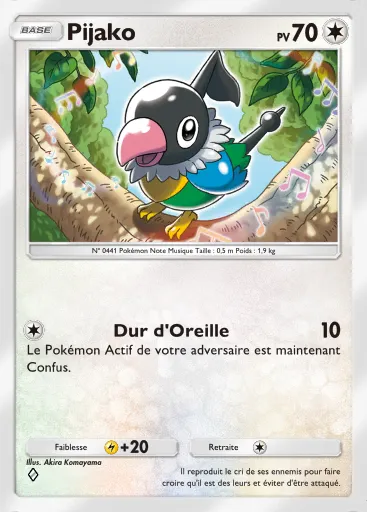 BASE Pijako PV 70
N° 0441 Pokémon Note Musique Taille : 0,5 m Poids : 1,9 kg
Dur d'Oreille 10
Le Pokémon Actif de votre adversaire est maintenant
Confus.
Faiblesse +20 Retraite
Illus. Akira Komayama
Il reproduit le cri de ses ennemis pour faire
croire qu'il est des leurs et éviter d'être attaqué.